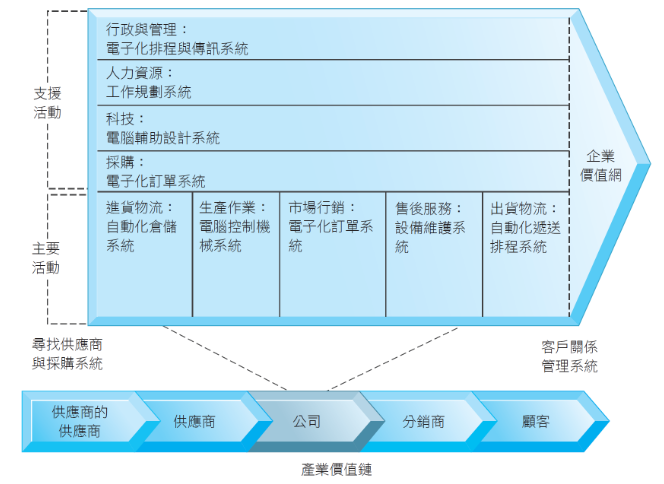 支援
活動
行政與管理：
電子化排程與傳訊系統
人力資源：
工作規劃系統
科技：
電腦輔助設計系統
採購：
電子化訂單系統
企業
價值網
主要
活動
進貨物流：
自動化倉儲
系統
生產作業：
電腦控制機
械系統
市場行銷：
電子化訂單系
統
售後服務：
設備維護系
統
出貨物流：
自動化遞送
排程系統
尋找供應商
與採購系統
客戶關係
管理系統
供應商的
供應商
供應商
公司
分銷商
顧客
產業價值鏈